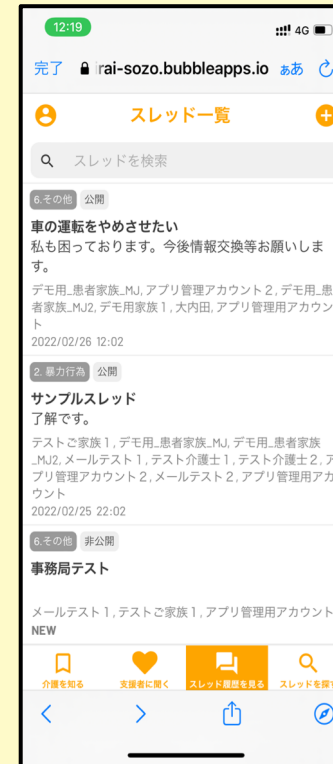 12:19
4G
完了 rai-sozo.bubbleapps.io ああ
スレッド一覧
スレッドを検索
6.その他 公開
車の運転をやめさせたい
私も困っております。今後情報交換等お願いしま
す。
デモ用_患者家族_MJ, アプリ管理アカウント２, デモ用_患
者家族_MJ2, デモ用家族１, 大内田, アプリ管理用アカウン
ト
2022/02/26 12:02
2. 暴力行為 公開
サンプルスレッド
了解です。
テストご家族１, デモ用_患者家族_MJ, デモ用_患者家族
_MJ2, メールテスト１, テスト介護士１, テスト介護士２, ア
プリ管理アカウント２, メールテスト２, アプリ管理用アカ
ウント
2022/02/25 22:02
6.その他 非公開
事務局テスト
メールテスト１, テストご家族１, アプリ管理用アカウント
NEW
介護を知る 支援者に聞く スレッド履歴を見る スレッドを探す